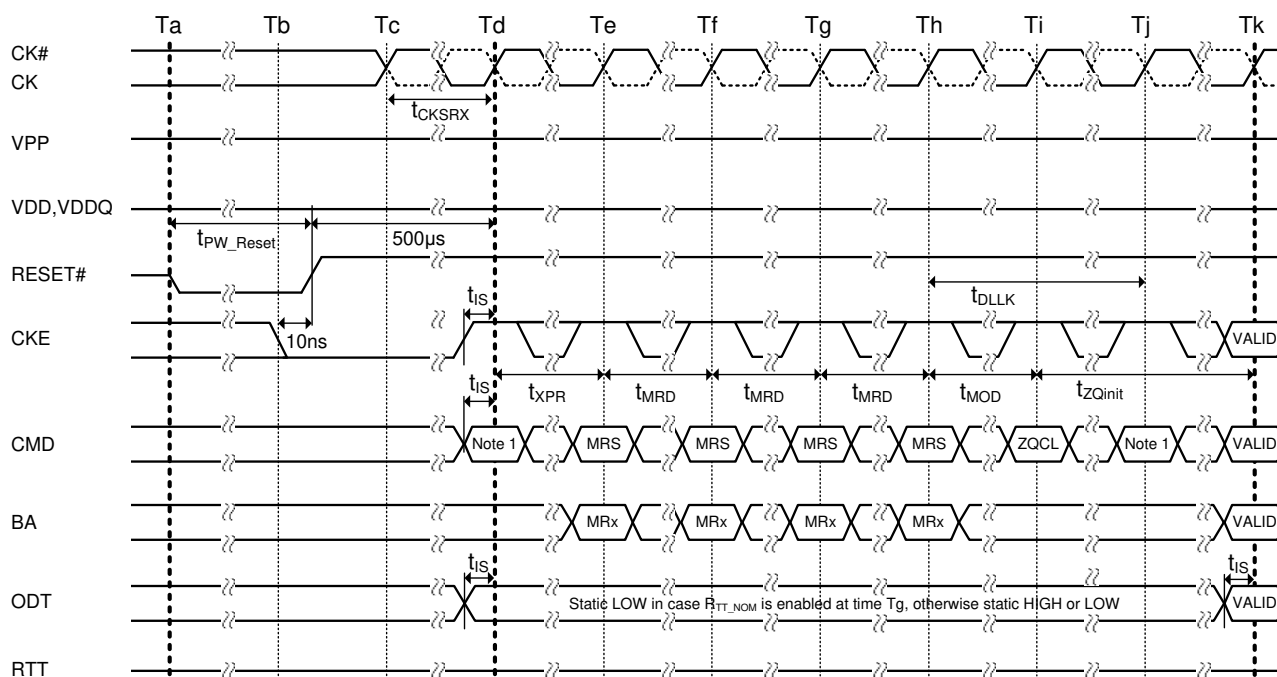 Ta Tb Tc Td Te Tf Tg Th Ti Tj Tk
CK#
CK
tCKSRX
VPP
VDD,VDDQ
tPW_Reset 500µs
RESET#
tIS tDLLK
CKE 10ns VALID
tIS tXPR tMRD tMRD tMRD tMOD tZQinit
CMD Note 1 MRS MRS MRS MRS ZQCL Note 1 VALID
BA MRx MRx MRx MRx VALID
tIS tIS
ODT Static LOW in case RTT_NOM is enabled at time Tg, otherwise static HIGH or LOW VALID
RTT